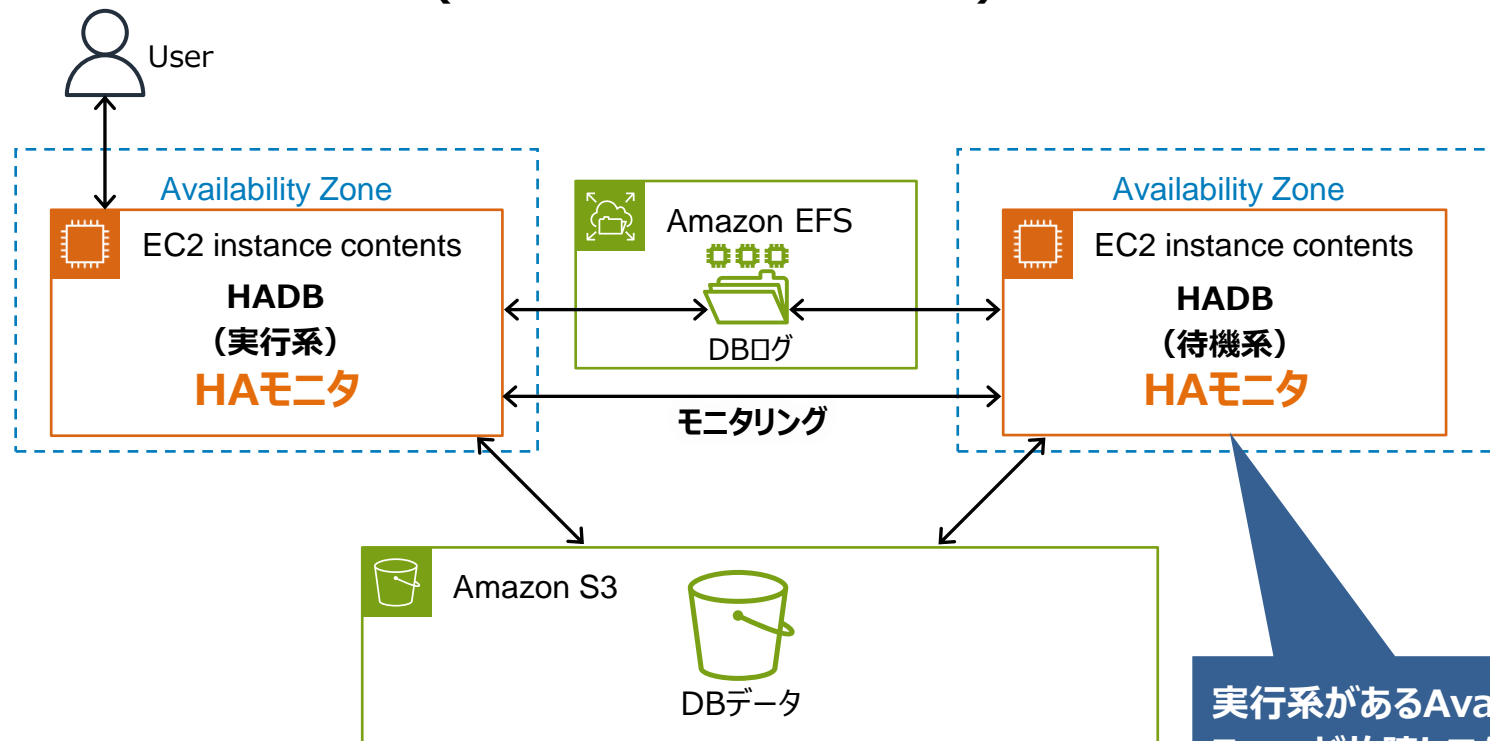 User
Availability Zone
EC2 instance contents
HADB
（実行系）
HAモニタ
Amazon EFS
DBログ
モニタリング
Availability Zone
EC2 instance contents
HADB
（待機系）
HAモニタ
Amazon S3
DBデータ
実行系があるAva